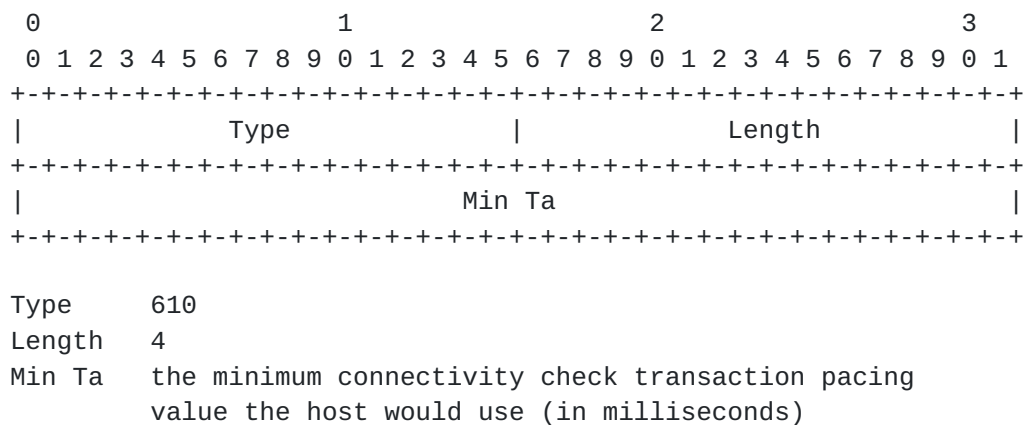 0                   1                   2                   3
 0 1 2 3 4 5 6 7 8 9 0 1 2 3 4 5 6 7 8 9 0 1 2 3 4 5 6 7 8 9 0 1
+-+-+-+-+-+-+-+-+-+-+-+-+-+-+-+-+-+-+-+-+-+-+-+-+-+-+-+-+-+-+-+-+
|             Type              |             Length            |
+-+-+-+-+-+-+-+-+-+-+-+-+-+-+-+-+-+-+-+-+-+-+-+-+-+-+-+-+-+-+-+-+
|                            Min Ta                             |
+-+-+-+-+-+-+-+-+-+-+-+-+-+-+-+-+-+-+-+-+-+-+-+-+-+-+-+-+-+-+-+-+

Type     610
Length   4
Min Ta   the minimum connectivity check transaction pacing
         value the host would use (in milliseconds)